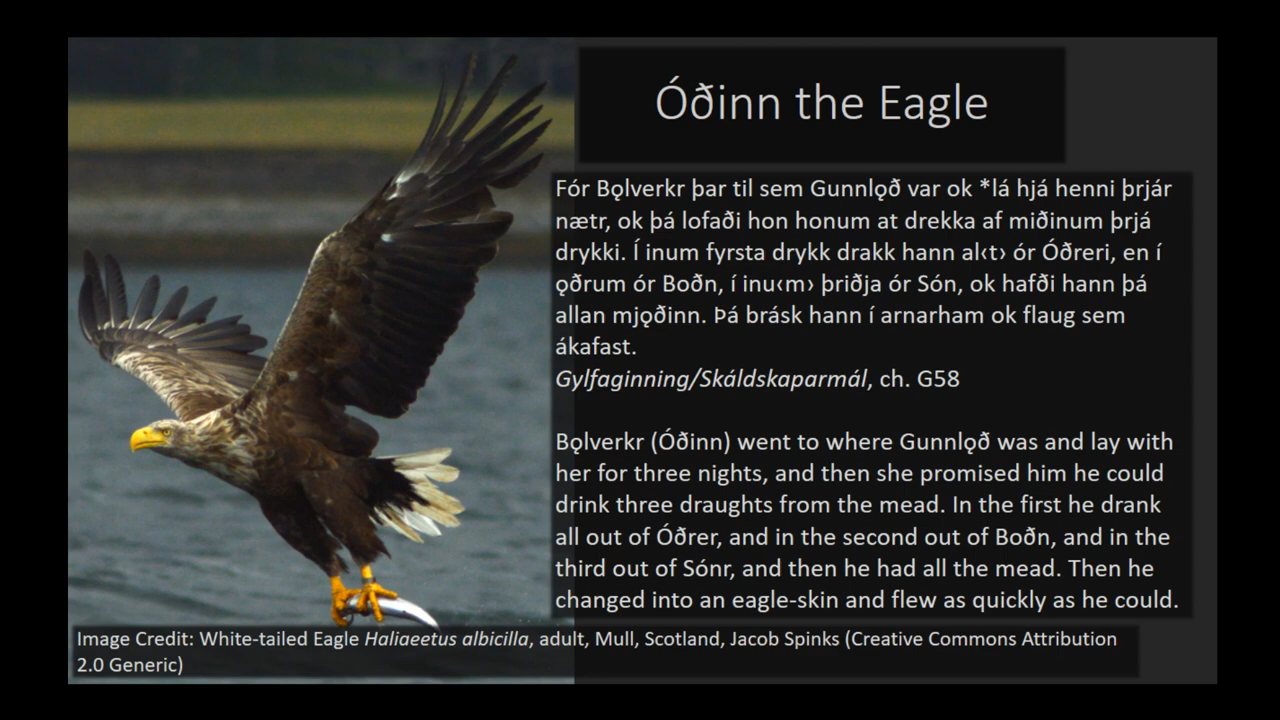 Óðinn the Eagle
Fór Bǫlverkr þar til sem Gunnlǫð var ok *lá hjá henni þrjár
nætr, ok þá lofaði hon honum at drekka af miðinum þrjá
drykki. Í inum fyrsta drykk drakk hann al‹t› ór Óðreri, en í
ǫðrum ór Boðn, í inu‹m› þriðja ór Són, ok hafði hann þá
allan mjǫðinn. Þá brásk hann í arnarham ok flaug sem
ákafast.
Gylfaginning/Skáldskaparmál, ch. G58
Bǫlverkr (Óðinn) went to where Gunnlǫð was and lay with
her for three nights, and then she promised him he could
drink three draughts from the mead. In the first he drank
all out of Óðrer, and in the second out of Boðn, and in the
third out of Sónr, and then he had all the mead. Then he
changed into an eagle-skin and flew as quickly as he could.
Image Credit: White-tailed Eagle Haliaeetus albicilla, adult, Mull, Scotland, Jacob Spinks (Creative Commons Attribution
2.0 Generic)